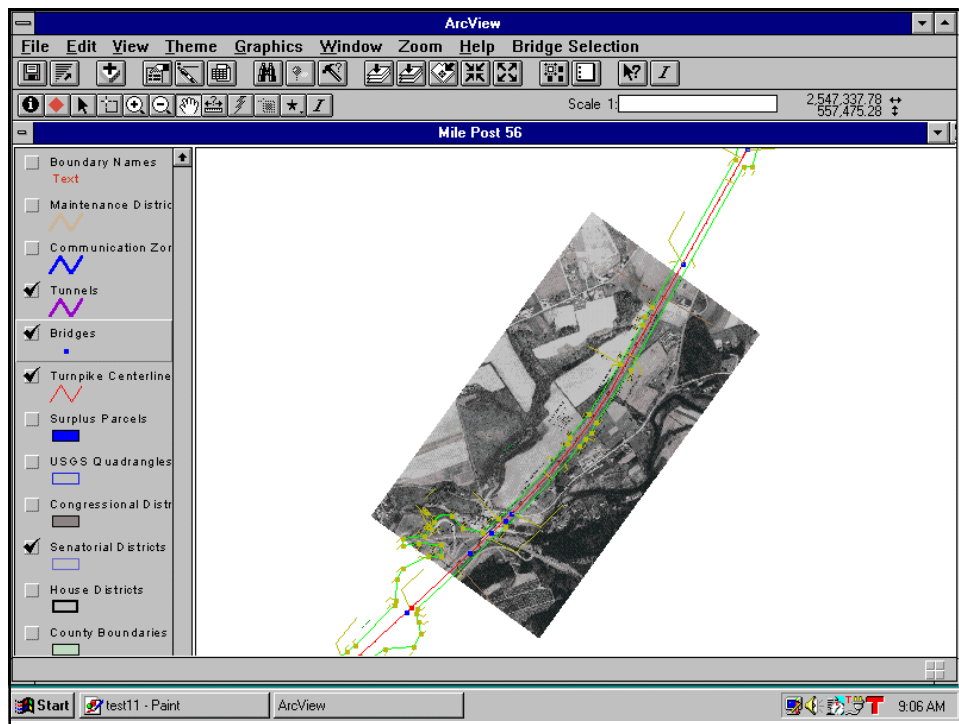 ArcView
File Edit View Theme Graphics Window Zoom Help Bridge Selection
Scale 1:
2,547,337.78
557,475.28
Mile Post 56
Boundary Names
Text
Maintenance Distric
Communication Zor
Tunnels
Bridges
Turnpike Centerline
Surplus Parcels
USGS Quadrangles
Congressional Distr
Senatorial Districts
House Districts
County Boundaries
Start test11 - Paint ArcView 9:06 AM